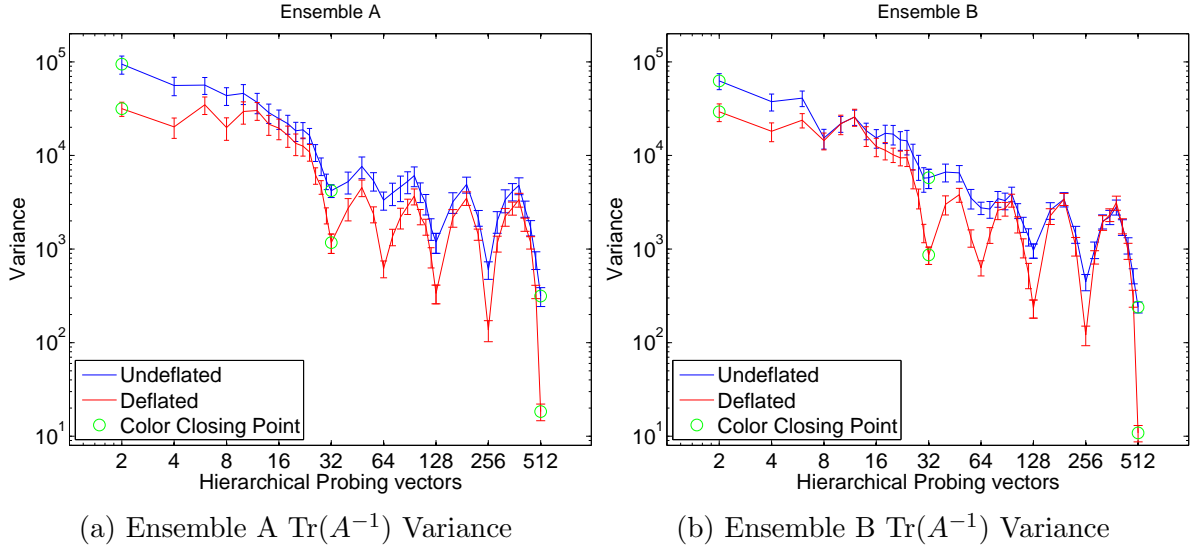 Ensemble A
Variance
10^5
10^4
10^3
10^2
10^1
Undeflated
Deflated
Color Closing Point
2 4 8 16 32 64 128 256 512
Hierarchical Probing vectors
(a) Ensemble A Tr(A^{-1}) Variance
Ensemble B
Variance
10^5
10^4
10^3
10^2
10^1
Undeflated
Deflated
Color Closing Point
2 4 8 16 32 64 128 256 512
Hierarchical Probing vectors
(b) Ensemble B Tr(A^{-1}) Variance